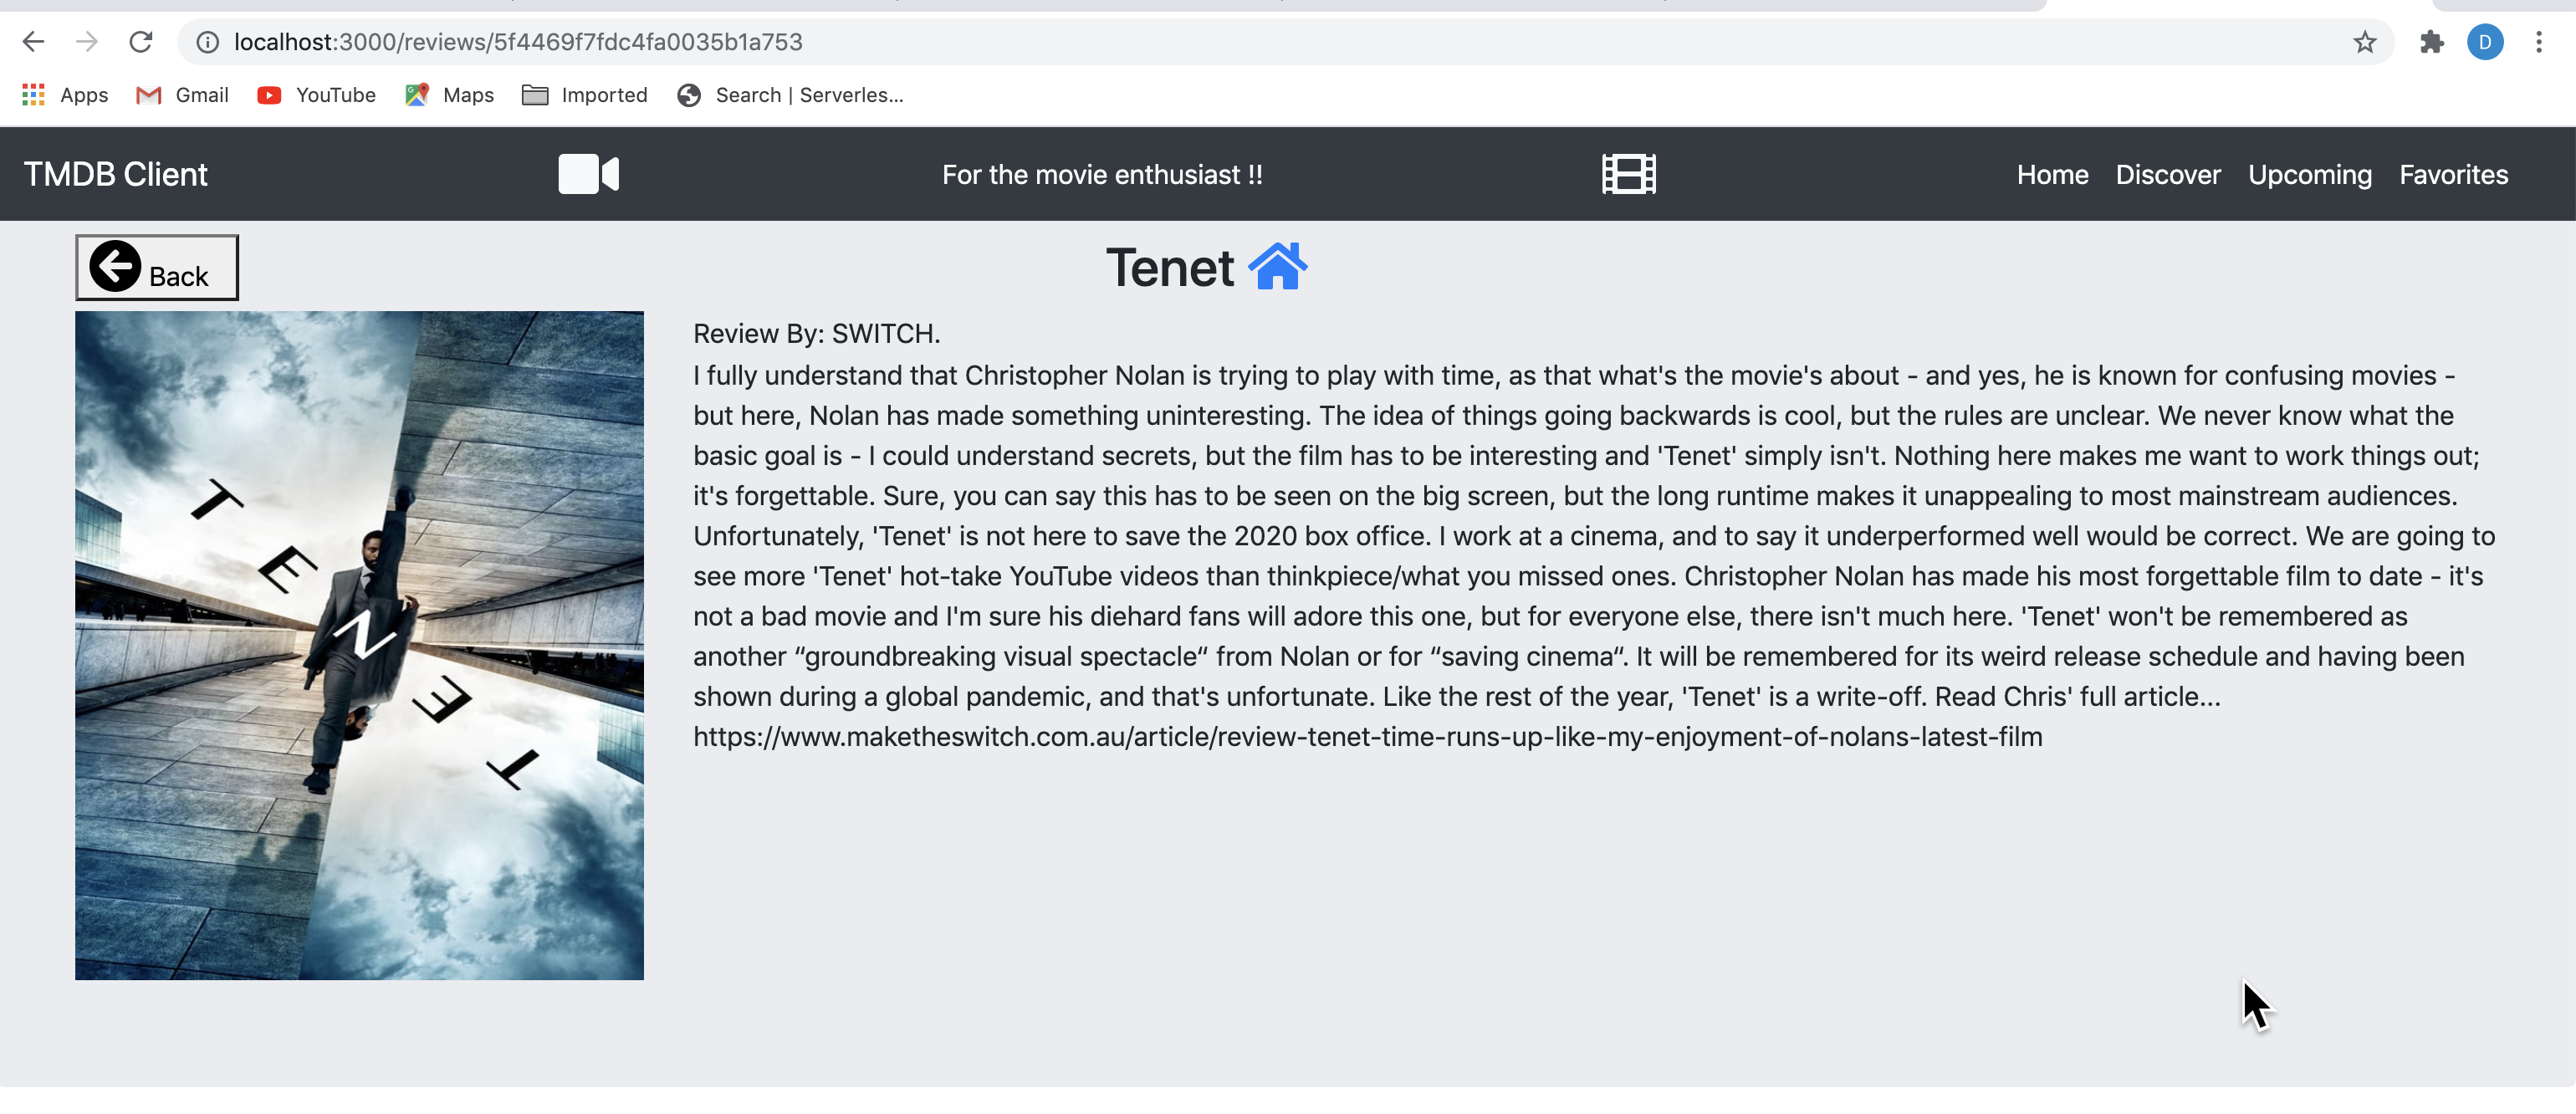 localhost:3000/reviews/5f4469f7fdc4fa0035b1a753
D
Apps Gmail YouTube Maps Imported Search | Serverles...
TMDB Client For the movie enthusiast !! Home Discover Upcoming Favorites
Back
Tenet
TENET
Review By: SWITCH.
I fully understand that Christopher Nolan is trying to play with time, as that what's the movie's about - and yes, he is known for confusing movies -
but here, Nolan has made something uninteresting. The idea of things going backwards is cool, but the rules are unclear. We never know what the
basic goal is - I could understand secrets, but the film has to be interesting and 'Tenet' simply isn't. Nothing here makes me want to work things out;
it's forgettable. Sure, you can say this has to be seen on the big screen, but the long runtime makes it unappealing to most mainstream audiences.
Unfortunately, 'Tenet' is not here to save the 2020 box office. I work at a cinema, and to say it underperformed well would be correct. We are going to
see more 'Tenet' hot-take YouTube videos than thinkpiece/what you missed ones. Christopher Nolan has made his most forgettable film to date - it's
not a bad movie and I'm sure his diehard fans will adore this one, but for everyone else, there isn't much here. 'Tenet' won't be remembered as
another “groundbreaking visual spectacle“ from Nolan or for “saving cinema“. It will be remembered for its weird release schedule and having been
shown during a global pandemic, and that's unfortunate. Like the rest of the year, 'Tenet' is a write-off. Read Chris' full article...
https://www.maketheswitch.com.au/article/review-tenet-time-runs-up-like-my-enjoyment-of-nolans-latest-film